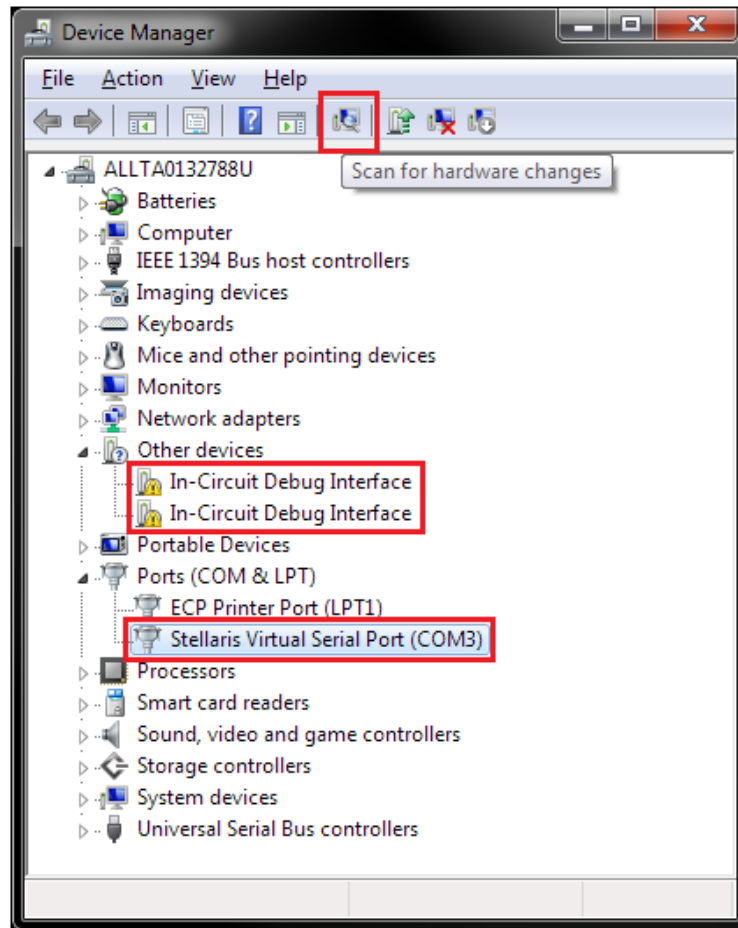 Device Manager
File Action View Help
Scan for hardware changes
ALLTA0132788U
Batteries
Computer
IEEE 1394 Bus host controllers
Imaging devices
Keyboards
Mice and other pointing devices
Monitors
Network adapters
Other devices
In-Circuit Debug Interface
In-Circuit Debug Interface
Portable Devices
Ports (COM & LPT)
ECP Printer Port (LPT1)
Stellaris Virtual Serial Port (COM3)
Processors
Smart card readers
Sound, video and game controllers
Storage controllers
System devices
Universal Serial Bus controllers